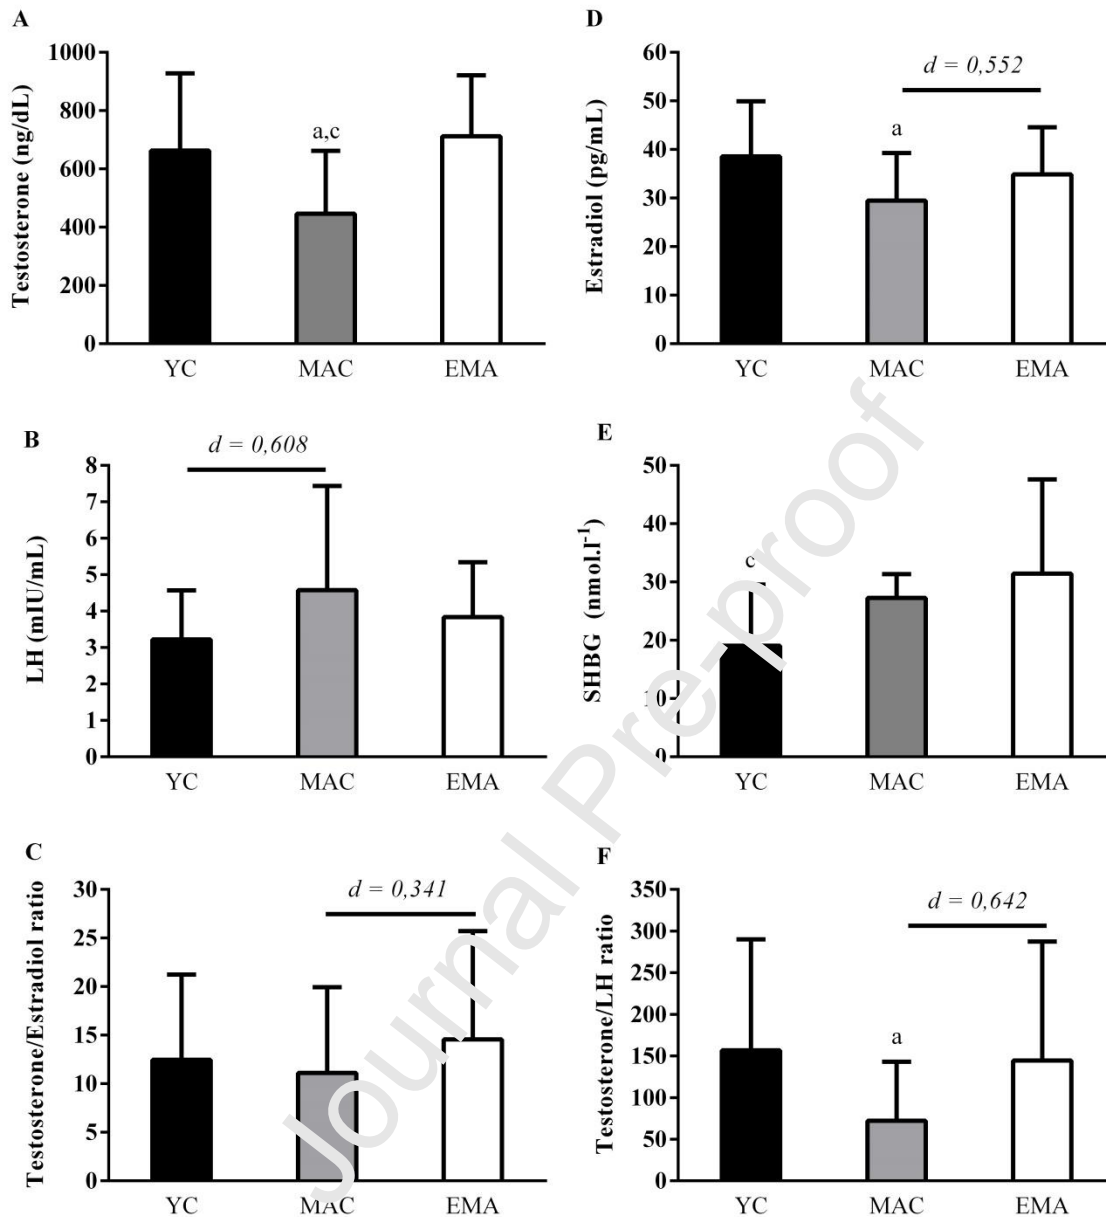 A
Testosterone (ng/dL)
1000
800
600
400
200
0
a,c
YC MAC EMA
D
Estradiol (pg/mL)
60
50
40
30
20
10
0
d = 0,552
a
YC MAC EMA
B
LH (mIU/mL)
8
7
6
5
4
3
2
1
0
d = 0,608
YC MAC EMA
E
SHBG (nmol.l-1)
50
40
30
20
10
0
c
YC MAC EMA
C
Testosterone/Estradiol ratio
30
25
20
15
10
5
0
d = 0,341
YC MAC EMA
F
Testosterone/LH ratio
350
300
250
200
150
100
50
0
d = 0,642
a
YC MAC EMA
Journal Pre-proof